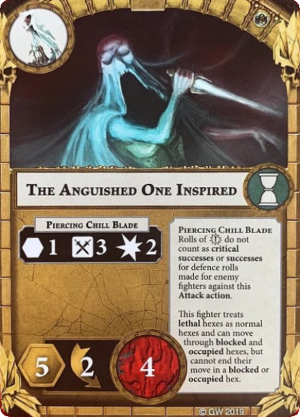 THE ANGUISHED ONE INSPIRED
PIERCING CHILL BLADE
1 3 2
PIERCING CHILL BLADE
Rolls of do not
count as critical
successes or successes
for defence rolls
made for enemy
fighters against this
Attack action.
This fighter treats
lethal hexes as normal
hexes and can move
through blocked and
occupied hexes, but
cannot end their
move in a blocked or
occupied hex.
5 2 4
© GW 2019